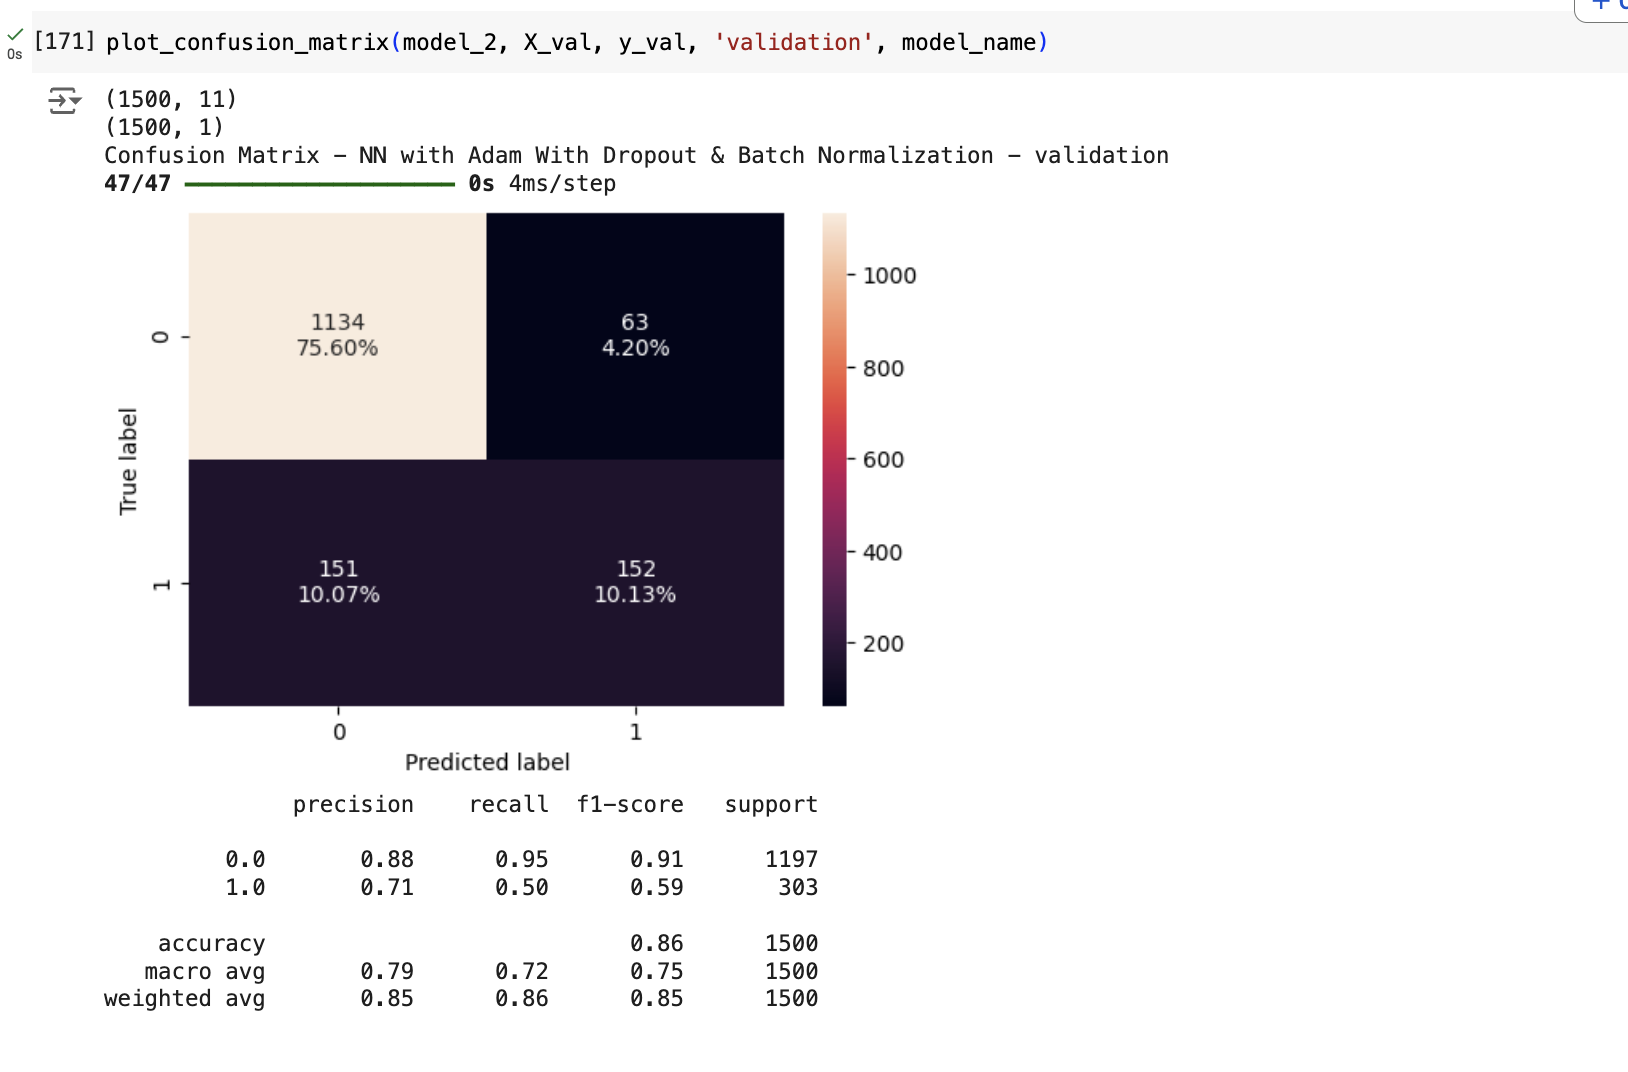 [171] plot_confusion_matrix(model_2, X_val, y_val, 'validation', model_name)
0s
(1500, 11)
(1500, 1)
Confusion Matrix – NN with Adam With Dropout & Batch Normalization – validation
47/47 0s 4ms/step
1134
75.60%
63
4.20%
151
10.07%
152
10.13%
0
1
True label
0 1
Predicted label
1000
800
600
400
200
precision recall f1-score support
0.0 0.88 0.95 0.91 1197
1.0 0.71 0.50 0.59 303
accuracy 0.86 1500
macro avg 0.79 0.72 0.75 1500
weighted avg 0.85 0.86 0.85 1500